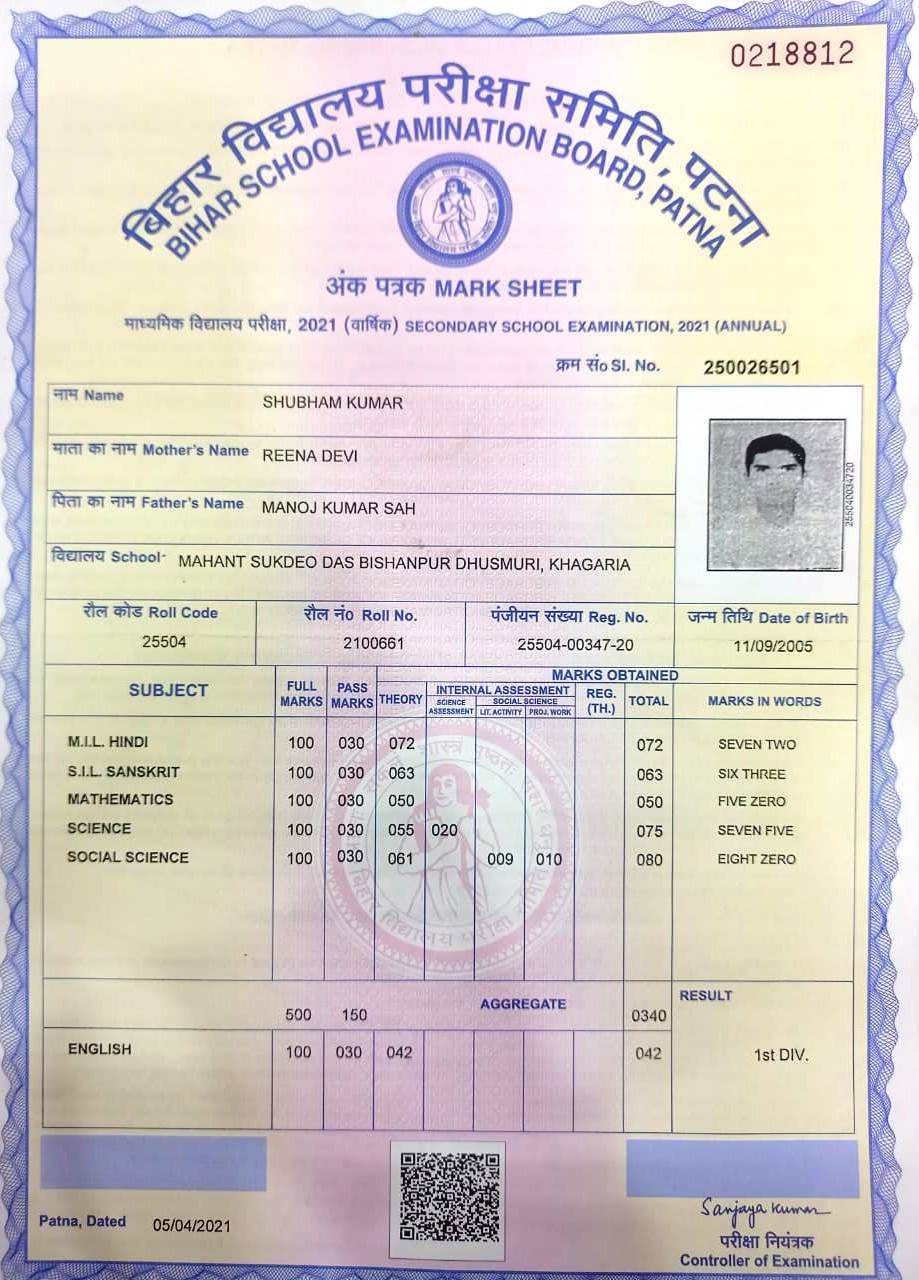 0218812
बिहार विद्यालय परीक्षा समिति, पटना
BIHAR SCHOOL EXAMINATION BOARD, PATNA
अंक पत्रक MARK SHEET
माध्यमिक विद्यालय परीक्षा, 2021 (वार्षिक) SECONDARY SCHOOL EXAMINATION, 2021 (ANNUAL)
क्रम सं० Sl. No. 250026501
नाम Name SHUBHAM KUMAR
माता का नाम Mother's Name REENA DEVI
पिता का नाम Father's Name MANOJ KUMAR SAH
विद्यालय School MAHANT SUKDEO DAS BISHANPUR DHUSMURI, KHAGARIA
255040034720
रौल कोड Roll Code रौल नं० Roll No. पंजीयन संख्या Reg. No. जन्म तिथि Date of Birth
25504 2100661 25504-00347-20 11/09/2005
MARKS OBTAINED
SUBJECT FULL MARKS PASS MARKS THEORY INTERNAL ASSESSMENT REG. (TH.) TOTAL MARKS IN WORDS
SCIENCE ASSESSMENT SOCIAL SCIENCE
LIT. ACTIVITY PROJ. WORK
M.I.L. HINDI 100 030 072 072 SEVEN TWO
S.I.L. SANSKRIT 100 030 063 063 SIX THREE
MATHEMATICS 100 030 050 050 FIVE ZERO
SCIENCE 100 030 055 020 075 SEVEN FIVE
SOCIAL SCIENCE 100 030 061 009 010 080 EIGHT ZERO
500 150 AGGREGATE 0340 RESULT
ENGLISH 100 030 042 042 1st DIV.
Patna, Dated 05/04/2021
Sanjaya Kumar
परीक्षा नियंत्रक
Controller of Examination